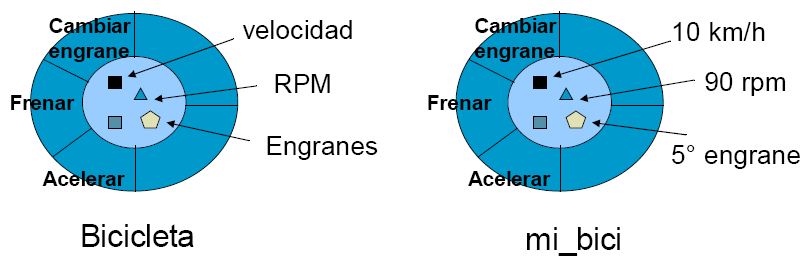 Cambiar
engrane
velocidad
Frenar
RPM
Engranes
Acelerar
Bicicleta
Cambiar
engrane
10 km/h
Frenar
90 rpm
5° engrane
Acelerar
mi_bici